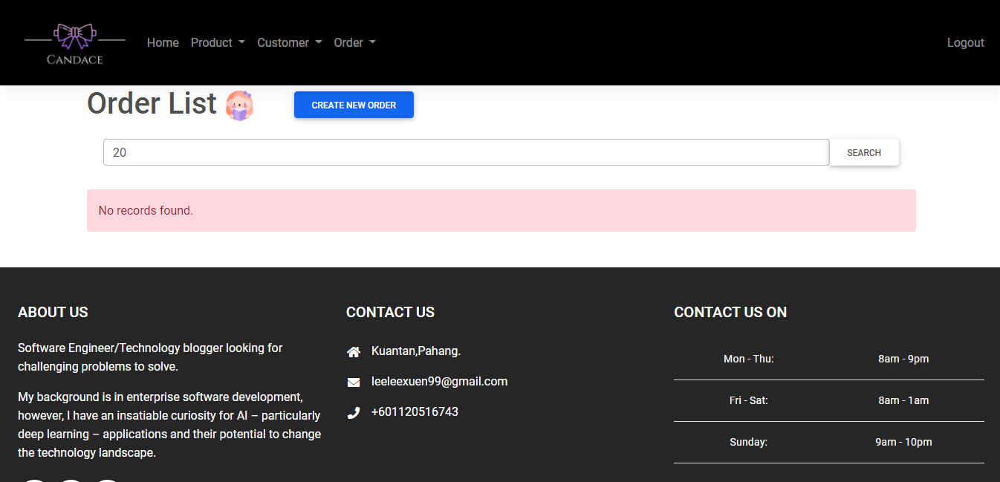 CANDACE
Home Product Customer Order Logout
Order List CREATE NEW ORDER
20 SEARCH
No records found.
ABOUT US
Software Engineer/Technology blogger looking for
challenging problems to solve.
My background is in enterprise software development,
however, I have an insatiable curiosity for AI – particularly
deep learning – applications and their potential to change
the technology landscape.
CONTACT US
Kuantan,Pahang.
leeleexuen99@gmail.com
+601120516743
CONTACT US ON
Mon - Thu: 8am - 9pm
Fri - Sat: 8am - 1am
Sunday: 9am - 10pm